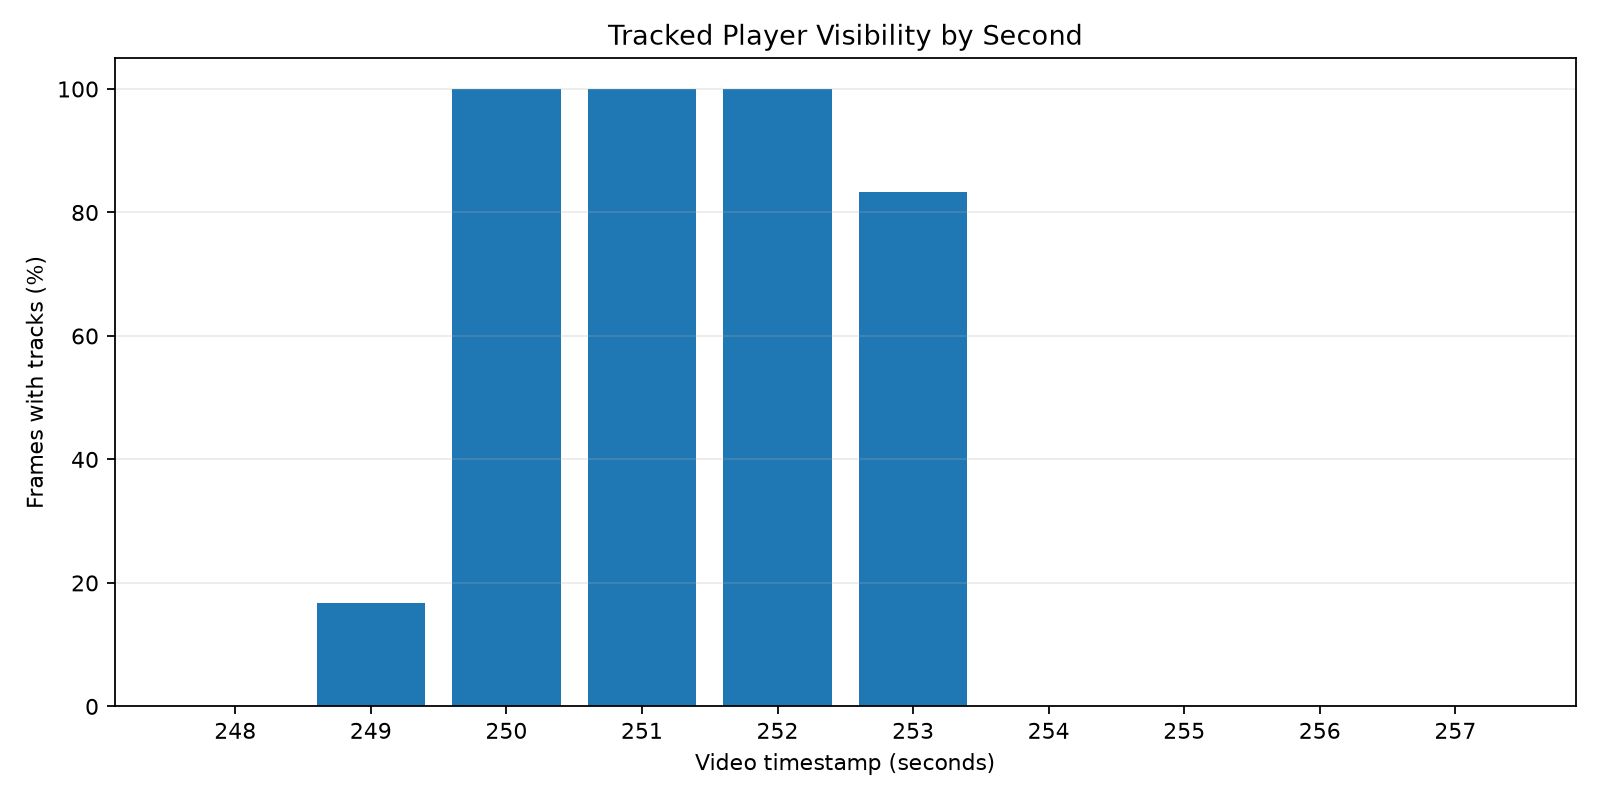 Tracked Player Visibility by Second
Frames with tracks (%)
100
80
60
40
20
0
248 249 250 251 252 253 254 255 256 257
Video timestamp (seconds)